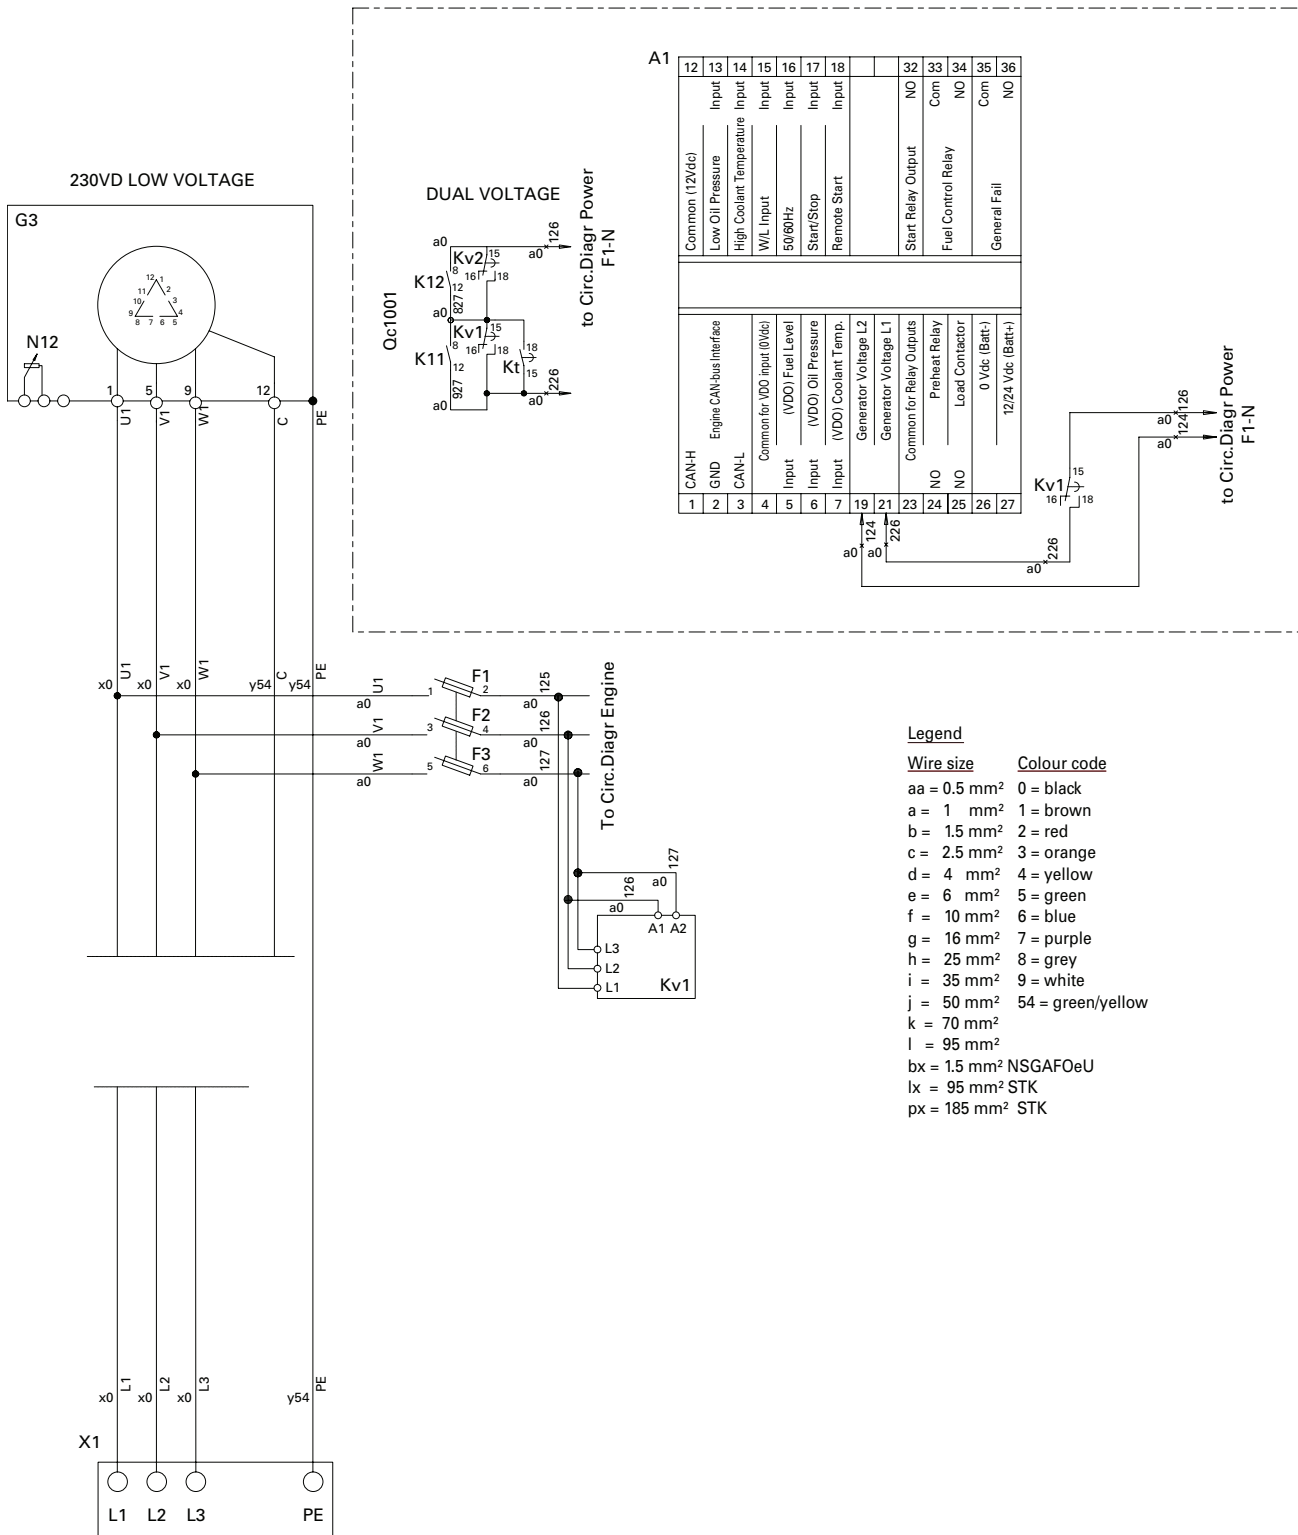 230VD LOW VOLTAGE
G3
12 1
11 2
10 3
9 4
8 7 6 5
N12
1 5 9 12
U1 V1 W1 C PE
DUAL VOLTAGE
Qc1001
a0
a0 126
Kv2 15
16 18
K12 8
12
827
a0
Kv1 15
16 18
K11 8
12
927
Kt 18
15
a0
a0 226
to Circ.Diagr Power
F1-N
A1
12 13 14 15 16 17 18 32 33 34 35 36
Common (12Vdc)
Low Oil Pressure Input
High Coolant Temperature Input
W/L Input Input
50/60Hz Input
Start/Stop Input
Remote Start Input
Start Relay Output NO
Fuel Control Relay Com NO
General Fail Com NO
CAN-H
GND Engine CAN-bus Interface
CAN-L
Common for VDO input (0Vdc)
Input (VDO) Fuel Level
Input (VDO) Oil Pressure
Input (VDO) Coolant Temp.
Generator Voltage L2
Generator Voltage L1
Common for Relay Outputs
NO Preheat Relay
NO Load Contactor
0 Vdc (Batt-)
12/24 Vdc (Batt+)
1 2 3 4 5 6 7 19 21 23 24 25 26 27
a0 124
a0 226
a0 226
Kv1 15
16 18
a0 126
a0 124
to Circ.Diagr Power
F1-N
x0 U1
x0 V1
x0 W1
y54 C
y54 PE
a0 U1 1 F1 2 a0 125
a0 V1 3 F2 4 a0 126
a0 W1 5 F3 6 a0 127
To Circ.Diagr Engine
a0 127
a0 126
A1 A2
L3
L2
L1
Kv1
Legend
Wire size Colour code
aa = 0.5 mm² 0 = black
a = 1 mm² 1 = brown
b = 1.5 mm² 2 = red
c = 2.5 mm² 3 = orange
d = 4 mm² 4 = yellow
e = 6 mm² 5 = green
f = 10 mm² 6 = blue
g = 16 mm² 7 = purple
h = 25 mm² 8 = grey
i = 35 mm² 9 = white
j = 50 mm² 54 = green/yellow
k = 70 mm²
l = 95 mm²
bx = 1.5 mm² NSGAFOeU
lx = 95 mm² STK
px = 185 mm² STK
x0 L1
x0 L2
x0 L3
y54 PE
X1
L1 L2 L3 PE